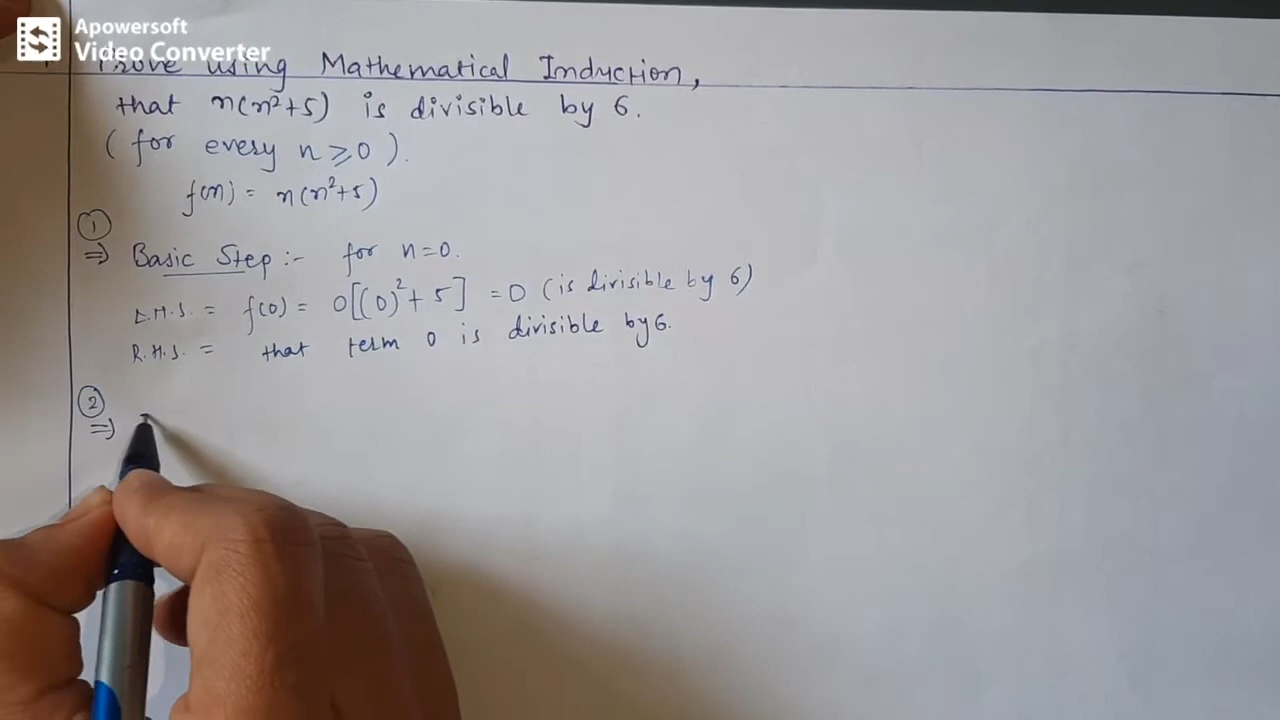 Apowersoft
Video Converter
Prove using Mathematical Induction,
that n(n²+5) is divisible by 6.
(for every n ≥ 0).
f(n) = n(n²+5)
①
⇒ Basic Step :- for n=0.
L.H.S. = f(0) = 0[(0)²+5] = 0 (is divisible by 6)
R.H.S. = that term 0 is divisible by 6.
②
⇒